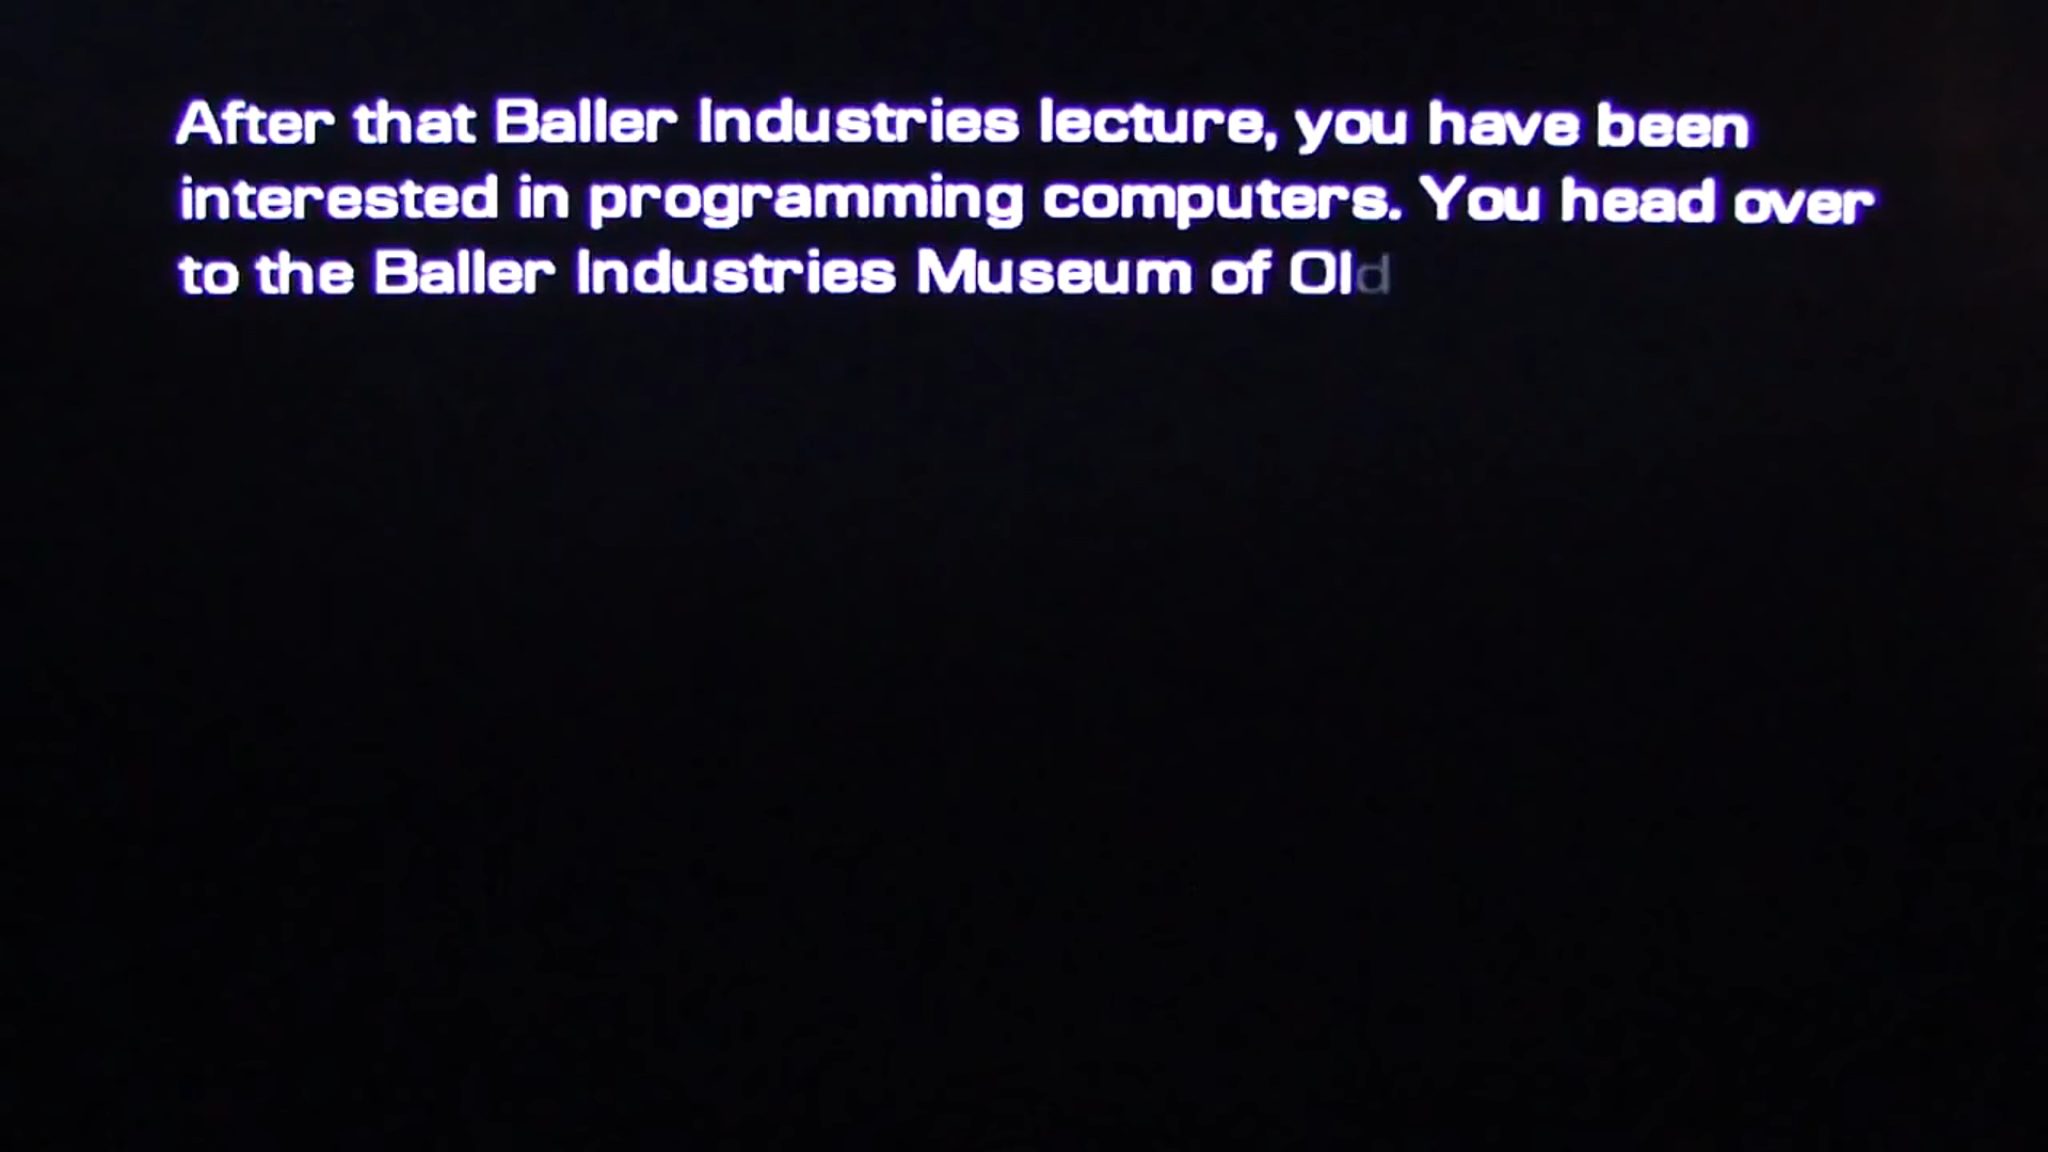 After that Baller Industries lecture, you have been
interested in programming computers. You head over
to the Baller Industries Museum of Old